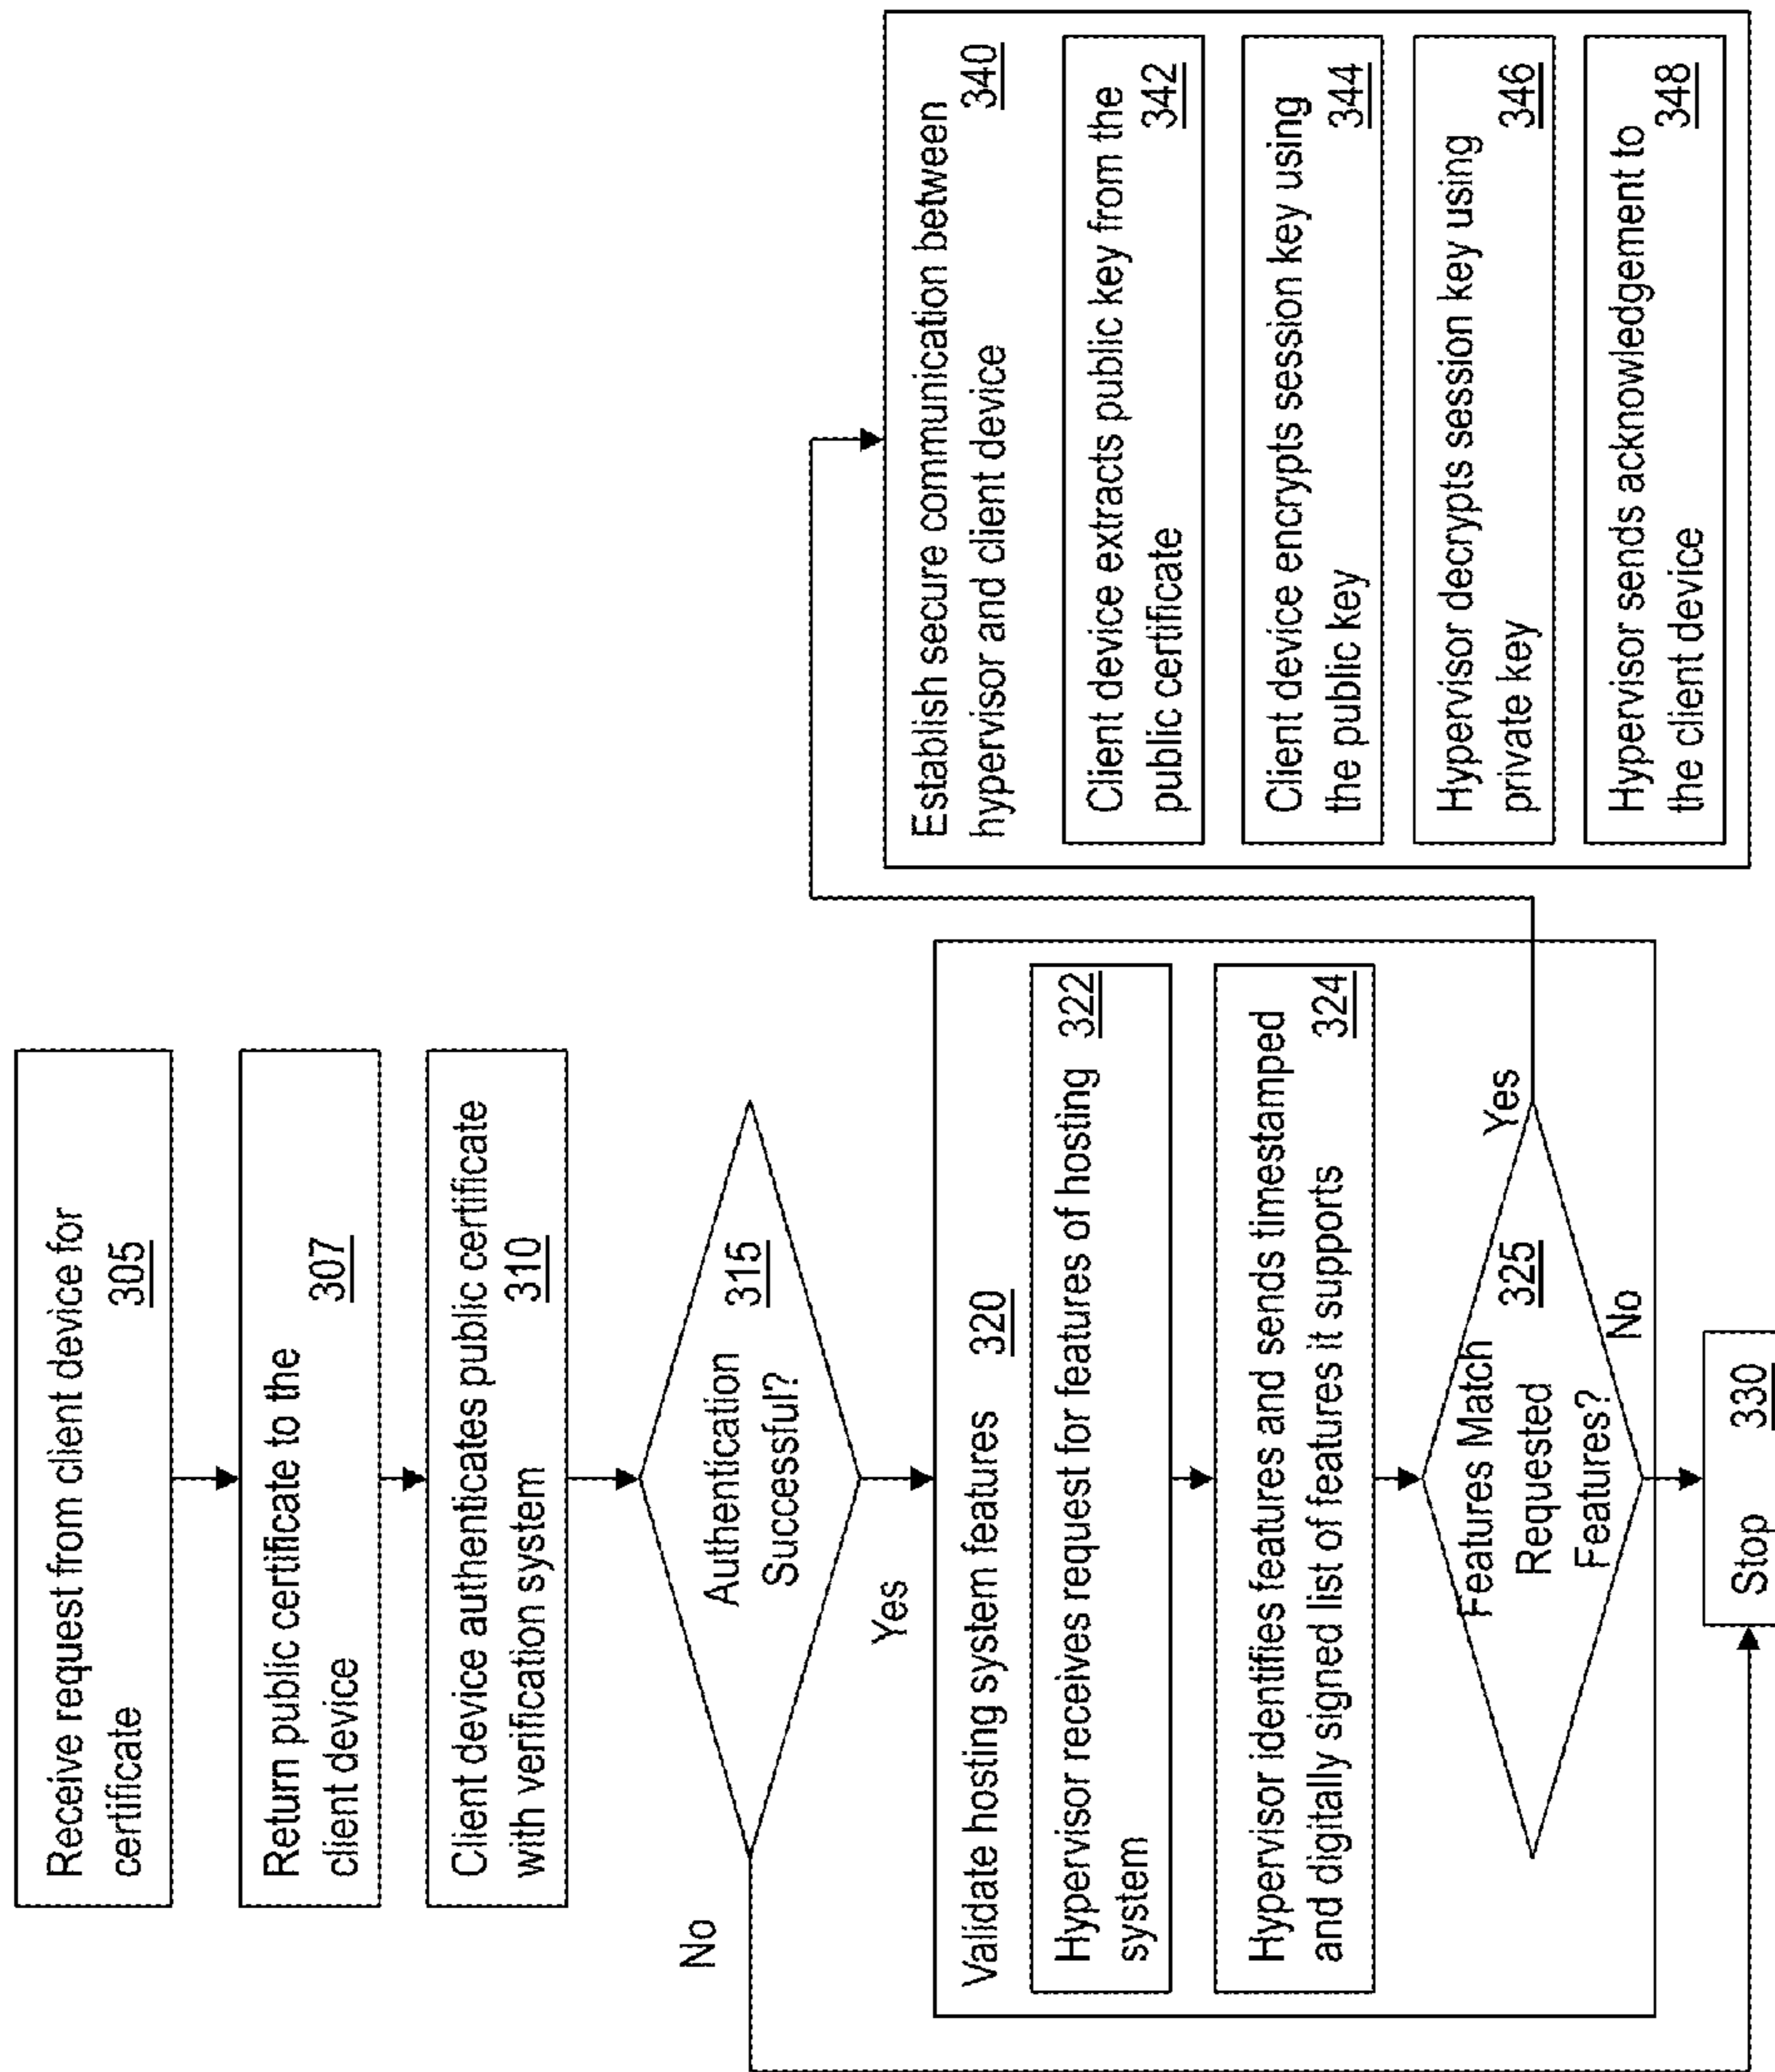 Receive request from client device for
certificate 305
Return public certificate to the
client device 307
Client device authenticates public certificate
with verification system 310
Authentication 315
Successful?
No
Yes
Validate hosting system features 320
Hypervisor receives request for features of hosting
system 322
Hypervisor identifies features and sends timestamped
and digitally signed list of features it supports 324
Features Match 325
Requested
Features?
Yes
No
Stop 330
Establish secure communication between
hypervisor and client device 340
Client device extracts public key from the
public certificate 342
Client device encrypts session key using
the public key 344
Hypervisor decrypts session key using
private key 346
Hypervisor sends acknowledgement to
the client device 348